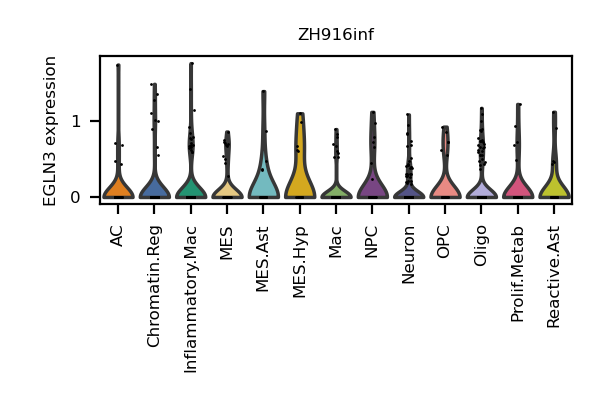 ZH916inf
EGLN3 expression
1
0
AC
Chromatin.Reg
Inflammatory.Mac
MES
MES.Ast
MES.Hyp
Mac
NPC
Neuron
OPC
Oligo
Prolif.Metab
Reactive.Ast